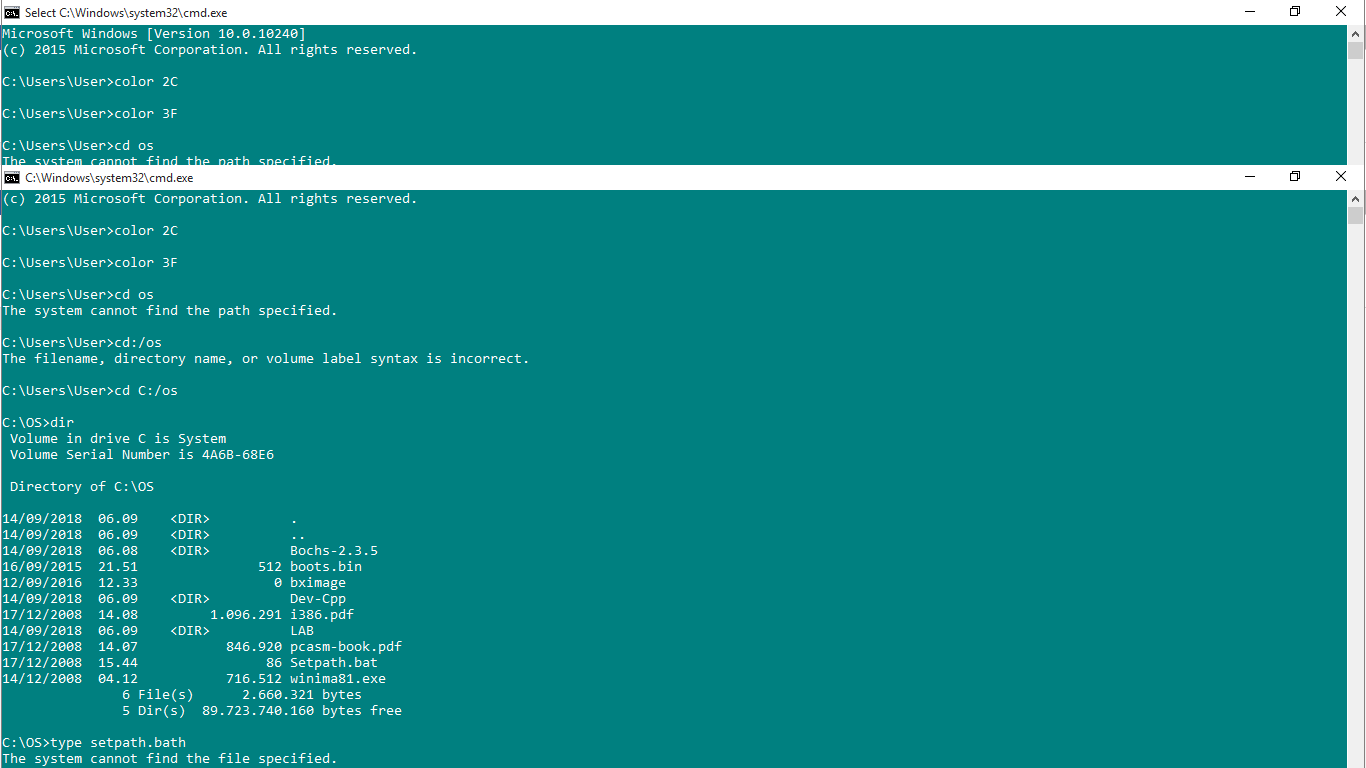 Select C:\Windows\system32\cmd.exe
Microsoft Windows [Version 10.0.10240]
(c) 2015 Microsoft Corporation. All rights reserved.
C:\Users\User>color 2C
C:\Users\User>color 3F
C:\Users\User>cd os
The system cannot find the path specified.
C:\Windows\system32\cmd.exe
(c) 2015 Microsoft Corporation. All rights reserved.
C:\Users\User>color 2C
C:\Users\User>color 3F
C:\Users\User>cd os
The system cannot find the path specified.
C:\Users\User>cd:/os
The filename, directory name, or volume label syntax is incorrect.
C:\Users\User>cd C:/os
C:\OS>dir
 Volume in drive C is System
 Volume Serial Number is 4A6B-68E6
 Directory of C:\OS
14/09/2018  06.09    <DIR>          .
14/09/2018  06.09    <DIR>          ..
14/09/2018  06.08    <DIR>          Bochs-2.3.5
16/09/2015  21.51               512 boots.bin
12/09/2016  12.33                 0 bximage
14/09/2018  06.09    <DIR>          Dev-Cpp
17/12/2008  14.08         1.096.291 i386.pdf
14/09/2018  06.09    <DIR>          LAB
17/12/2008  14.07           846.920 pcasm-book.pdf
17/12/2008  15.44                86 Setpath.bat
14/12/2008  04.12           716.512 winima81.exe
               6 File(s)      2.660.321 bytes
               5 Dir(s)  89.723.740.160 bytes free
C:\OS>type setpath.bath
The system cannot find the file specified.